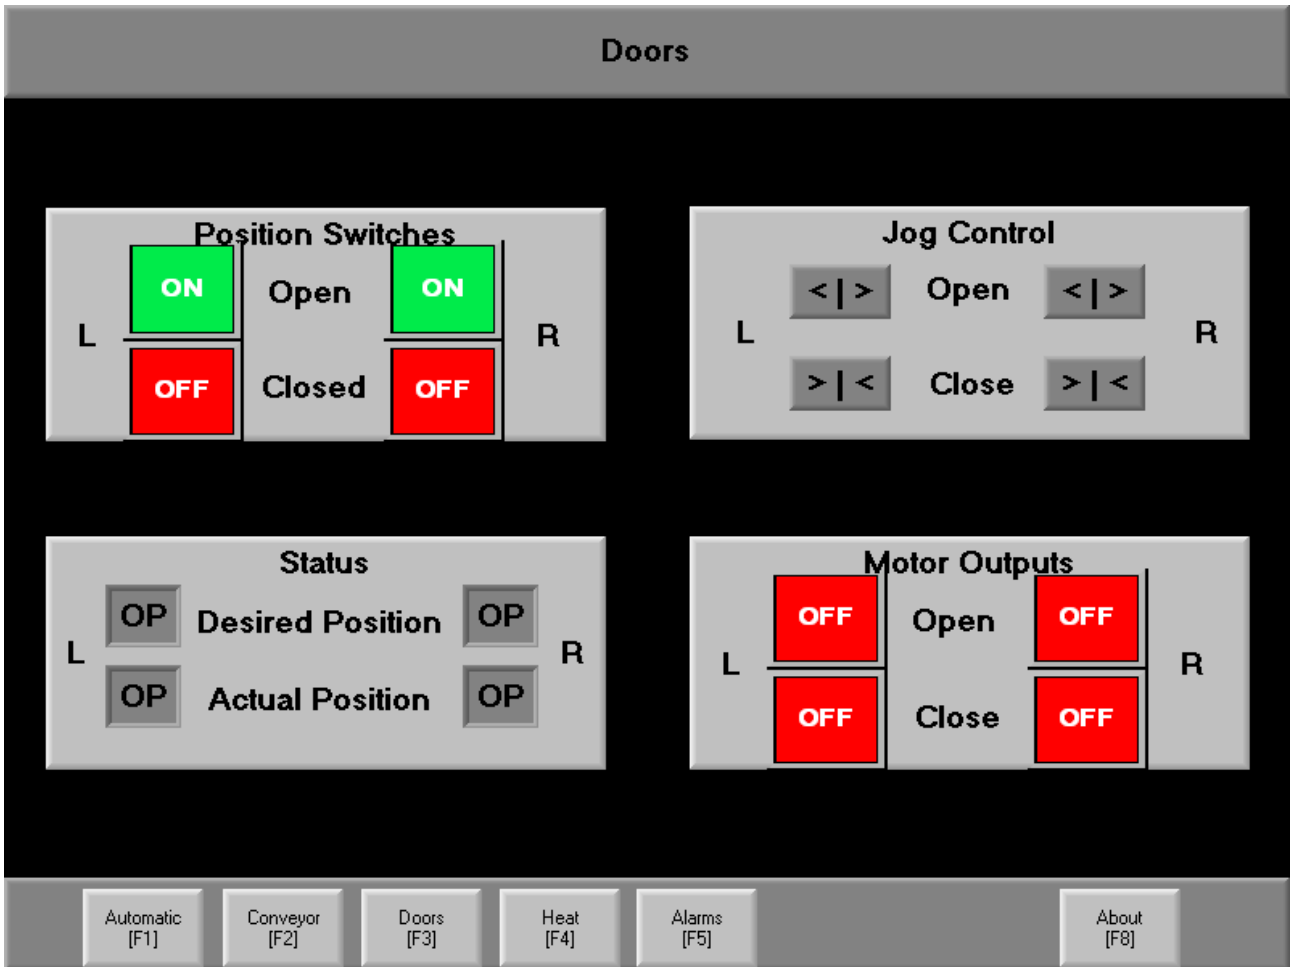 Doors
Position Switches
ON Open ON
L R
OFF Closed OFF
Jog Control
< | > Open < | >
L R
> | < Close > | <
Status
OP Desired Position OP
L R
OP Actual Position OP
Motor Outputs
OFF Open OFF
L R
OFF Close OFF
Automatic
[F1]
Conveyor
[F2]
Doors
[F3]
Heat
[F4]
Alarms
[F5]
About
[F8]